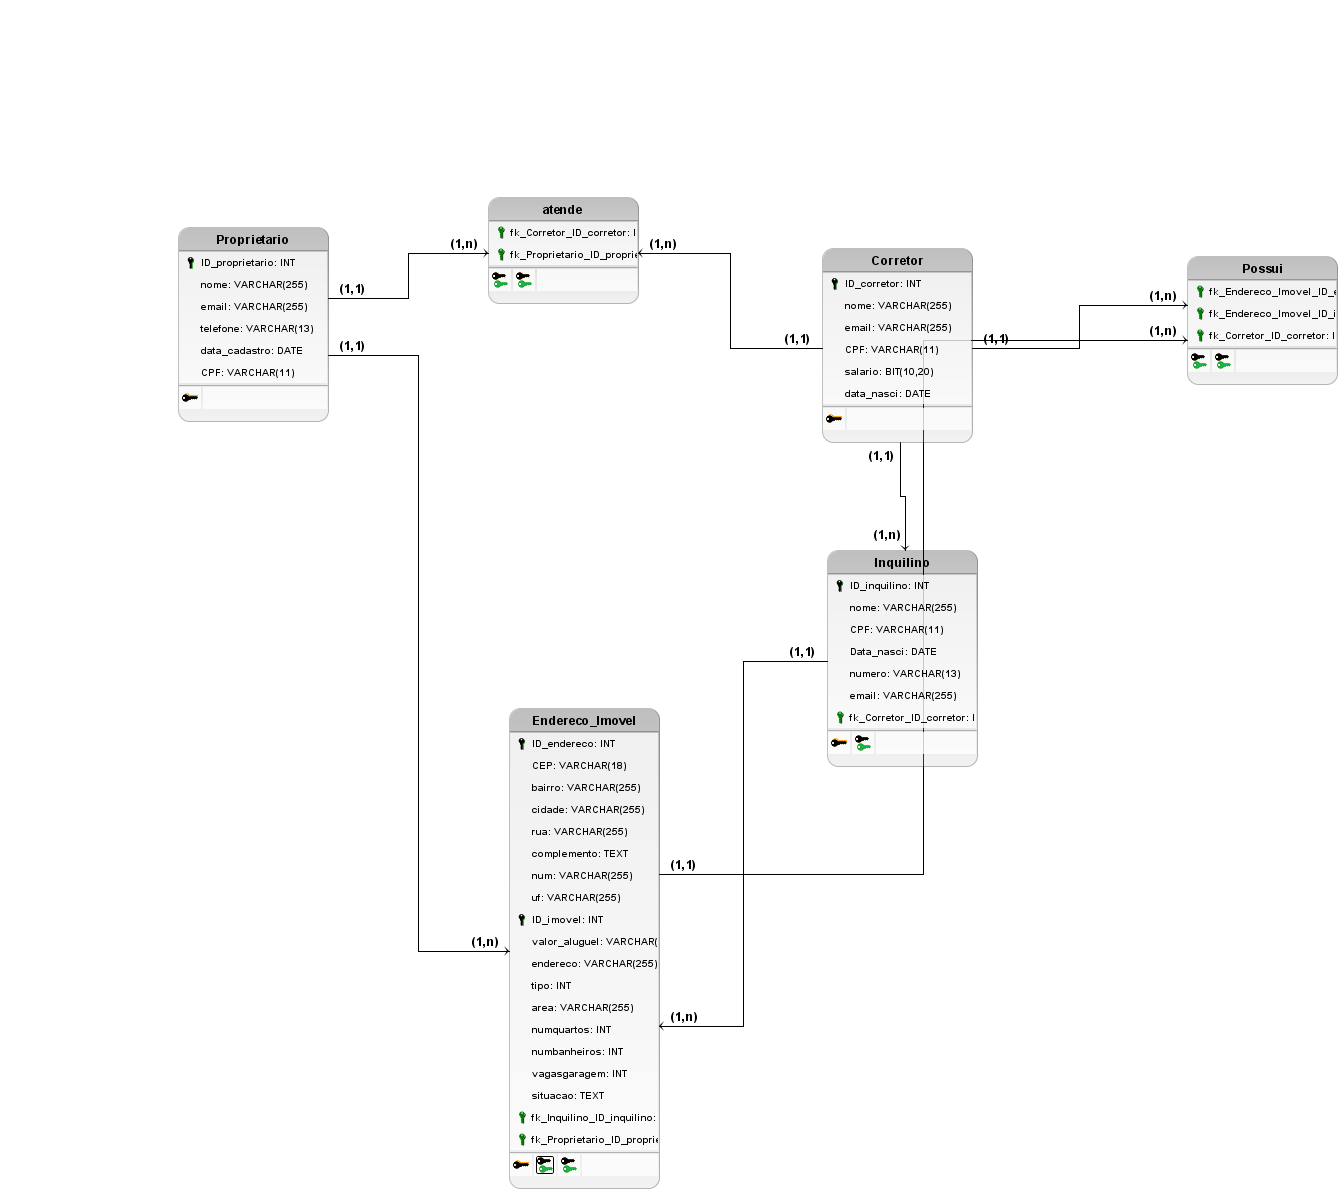 Proprietario
ID_proprietario: INT
nome: VARCHAR(255)
email: VARCHAR(255)
telefone: VARCHAR(13)
data_cadastro: DATE
CPF: VARCHAR(11)
(1,1)
(1,1)
(1,n)
atende
fk_Corretor_ID_corretor: I
fk_Proprietario_ID_proprie
(1,n)
(1,1)
Corretor
ID_corretor: INT
nome: VARCHAR(255)
email: VARCHAR(255)
CPF: VARCHAR(11)
salario: BIT(10,20)
data_nasci: DATE
(1,1)
(1,n)
(1,n)
Possui
fk_Endereco_Imovel_ID_e
fk_Endereco_Imovel_ID_i
fk_Corretor_ID_corretor: I
(1,1)
(1,n)
Inquilino
ID_inquilino: INT
nome: VARCHAR(255)
CPF: VARCHAR(11)
Data_nasci: DATE
numero: VARCHAR(13)
email: VARCHAR(255)
fk_Corretor_ID_corretor: I
(1,1)
Endereco_Imovel
ID_endereco: INT
CEP: VARCHAR(18)
bairro: VARCHAR(255)
cidade: VARCHAR(255)
rua: VARCHAR(255)
complemento: TEXT
num: VARCHAR(255)
uf: VARCHAR(255)
ID_imovel: INT
valor_aluguel: VARCHAR(
endereco: VARCHAR(255)
tipo: INT
area: VARCHAR(255)
numquartos: INT
numbanheiros: INT
vagasgaragem: INT
situacao: TEXT
fk_Inquilino_ID_inquilino:
fk_Proprietario_ID_proprie
(1,1)
(1,n)
(1,n)